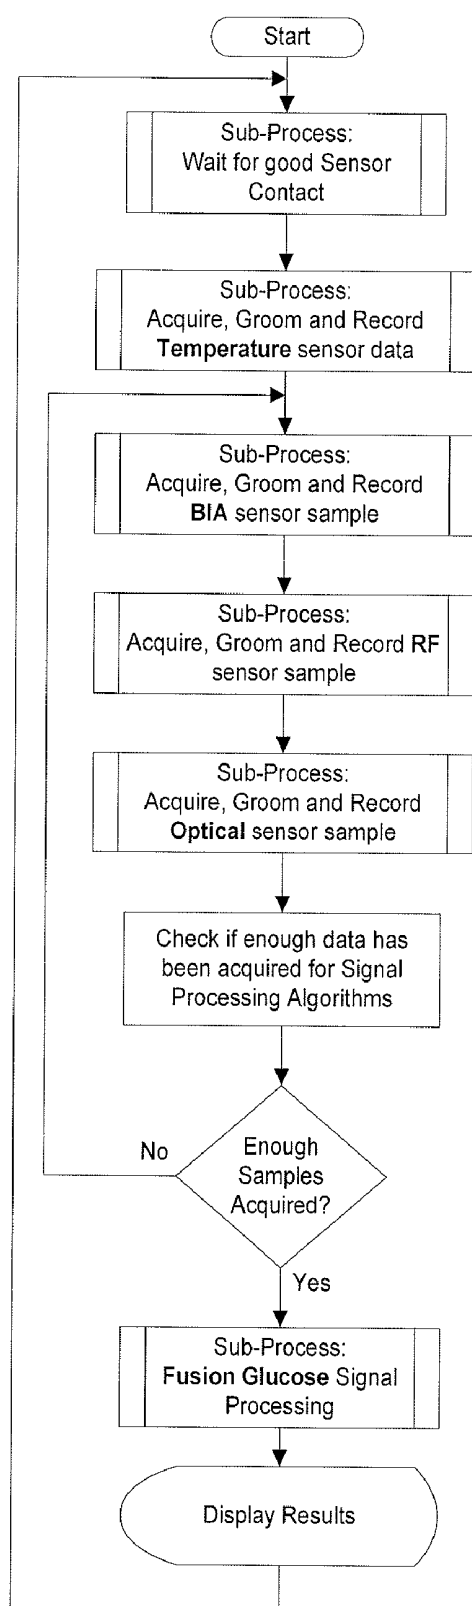 Start
Sub-Process:
Wait for good Sensor
Contact
Sub-Process:
Acquire, Groom and Record
Temperature sensor data
Sub-Process:
Acquire, Groom and Record
BIA sensor sample
Sub-Process:
Acquire, Groom and Record RF
sensor sample
Sub-Process:
Acquire, Groom and Record
Optical sensor sample
Check if enough data has
been acquired for Signal
Processing Algorithms
No
Enough
Samples
Acquired?
Yes
Sub-Process:
Fusion Glucose Signal
Processing
Display Results